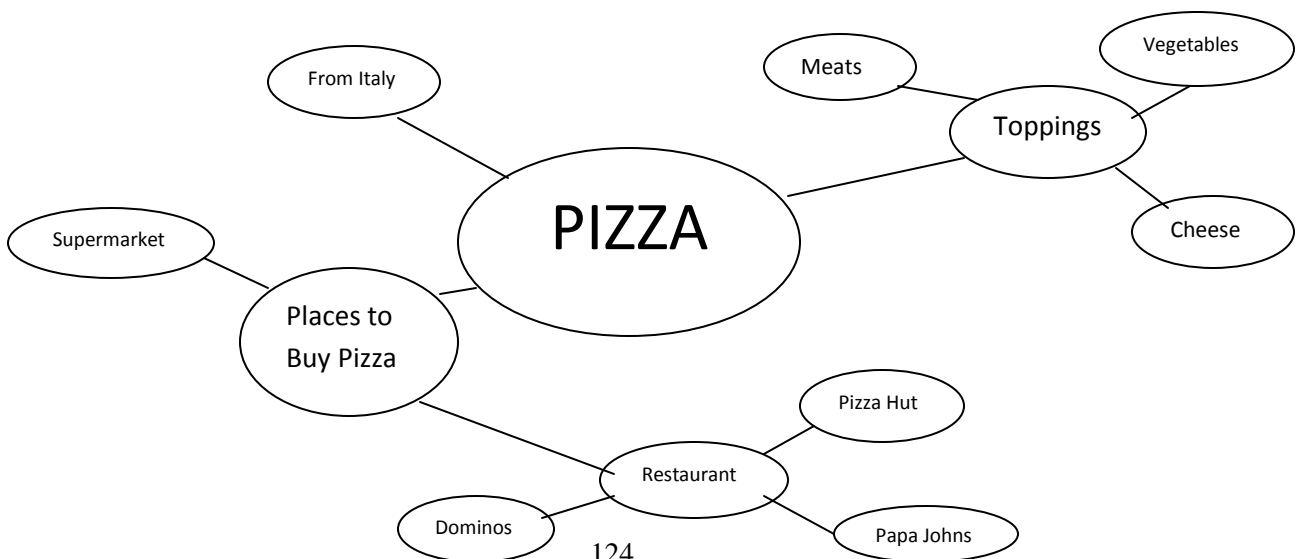 Vegetables
Meats
From Italy
Toppings
PIZZA
Cheese
Supermarket
Places to
Buy Pizza
Pizza Hut
Restaurant
Dominos
Papa Johns
124